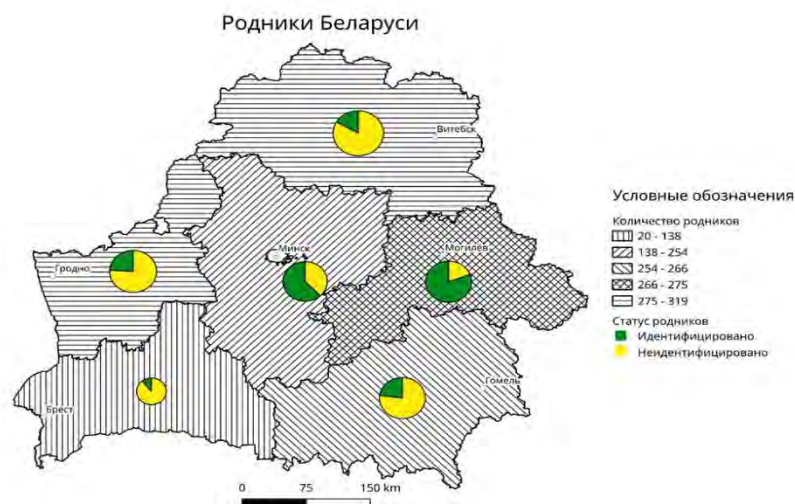 Родники Беларуси
Витебск
Минск
Могилев
Гродно
Гомель
Брест
Условные обозначения
Количество родников
20 - 138
138 - 254
254 - 266
266 - 275
275 - 319
Статус родников
Идентифицировано
Неидентифицировано
0 75 150 km